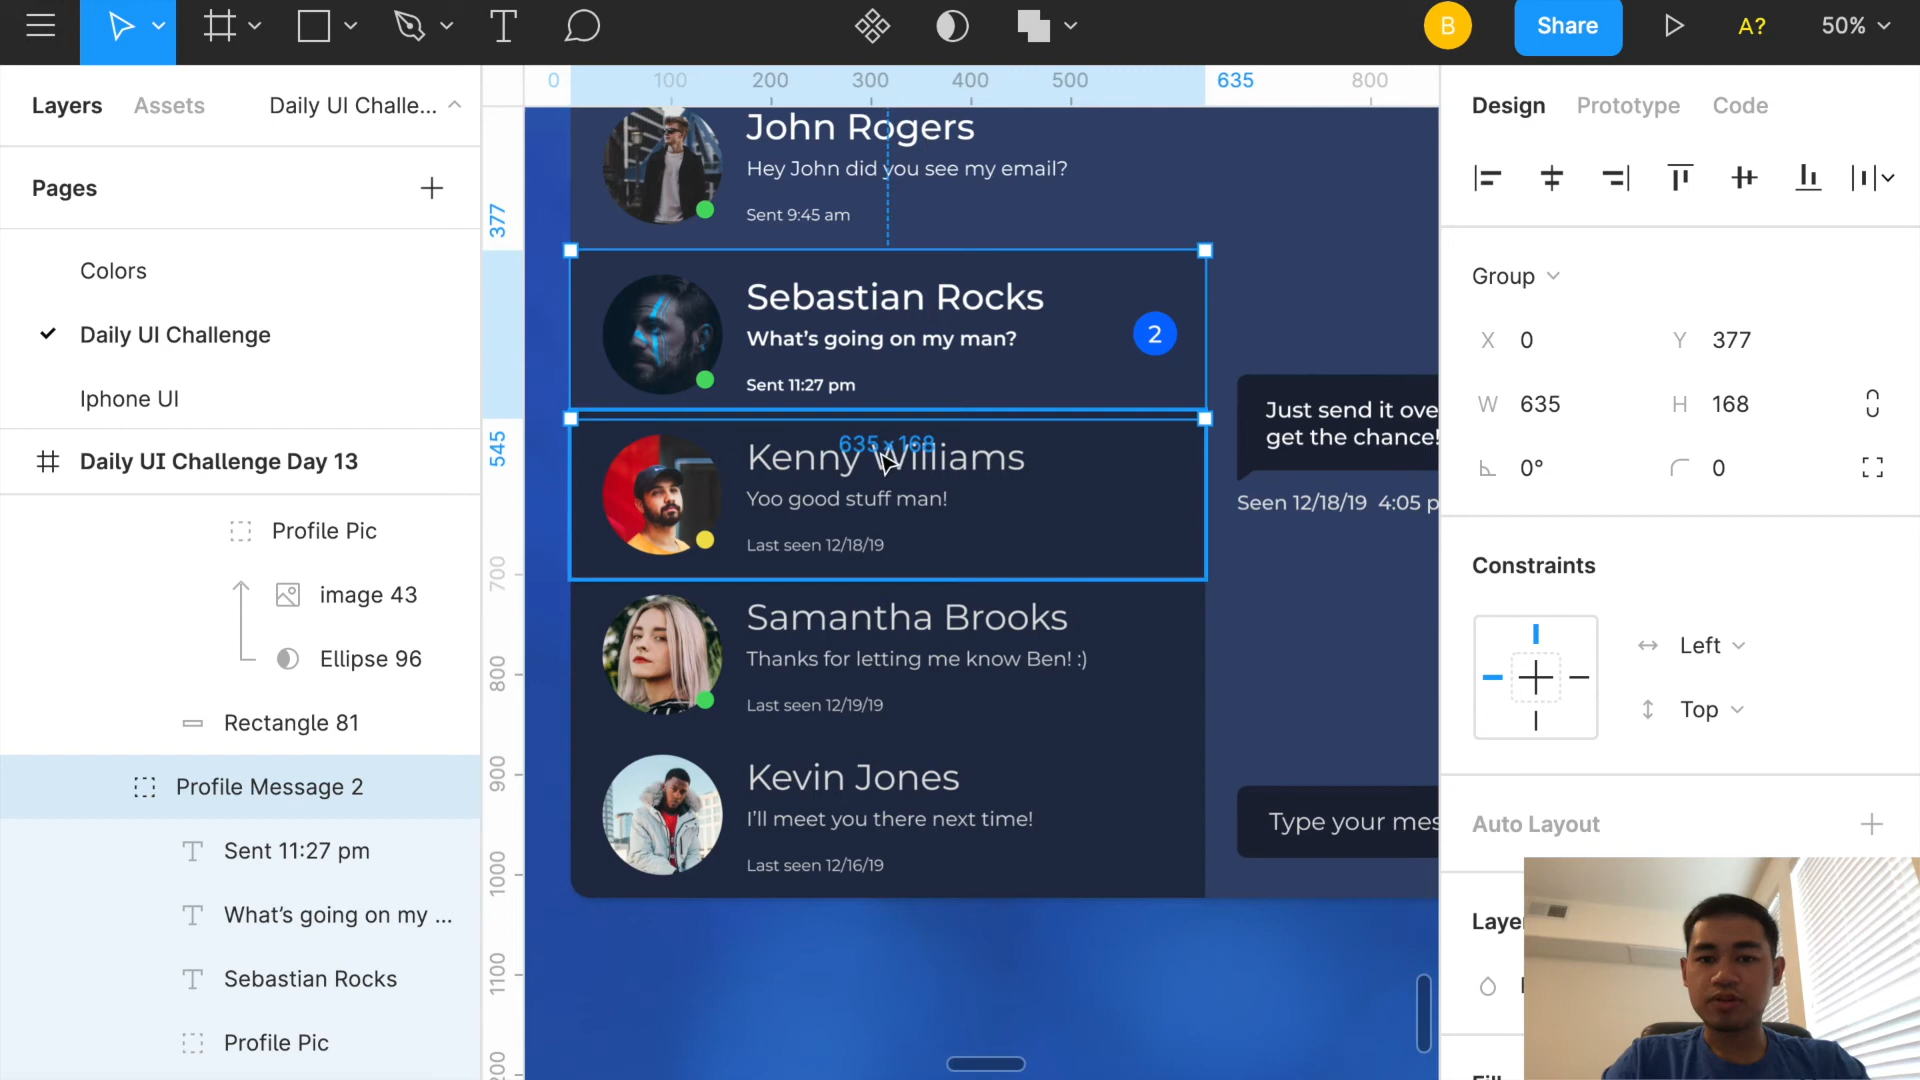 B
Share
A?
50%
Layers
Assets
Daily UI Challe...
Pages
Colors
Daily UI Challenge
Iphone UI
Daily UI Challenge Day 13
Profile Pic
image 43
Ellipse 96
Rectangle 81
Profile Message 2
Sent 11:27 pm
What's going on my ...
Sebastian Rocks
Profile Pic
0
100
200
300
400
500
635
800
377
545
700
800
900
1000
1100
200
John Rogers
Hey John did you see my email?
Sent 9:45 am
Sebastian Rocks
What's going on my man?
Sent 11:27 pm
2
635 × 168
Kenny Williams
Yoo good stuff man!
Last seen 12/18/19
Samantha Brooks
Thanks for letting me know Ben! :)
Last seen 12/19/19
Kevin Jones
I'll meet you there next time!
Last seen 12/16/19
Just send it ove
get the chance!
Seen 12/18/19 4:05 p
Type your mes
Design
Prototype
Code
Group
X 0
Y 377
W 635
H 168
0°
0
Constraints
Left
Top
Auto Layout
Laye